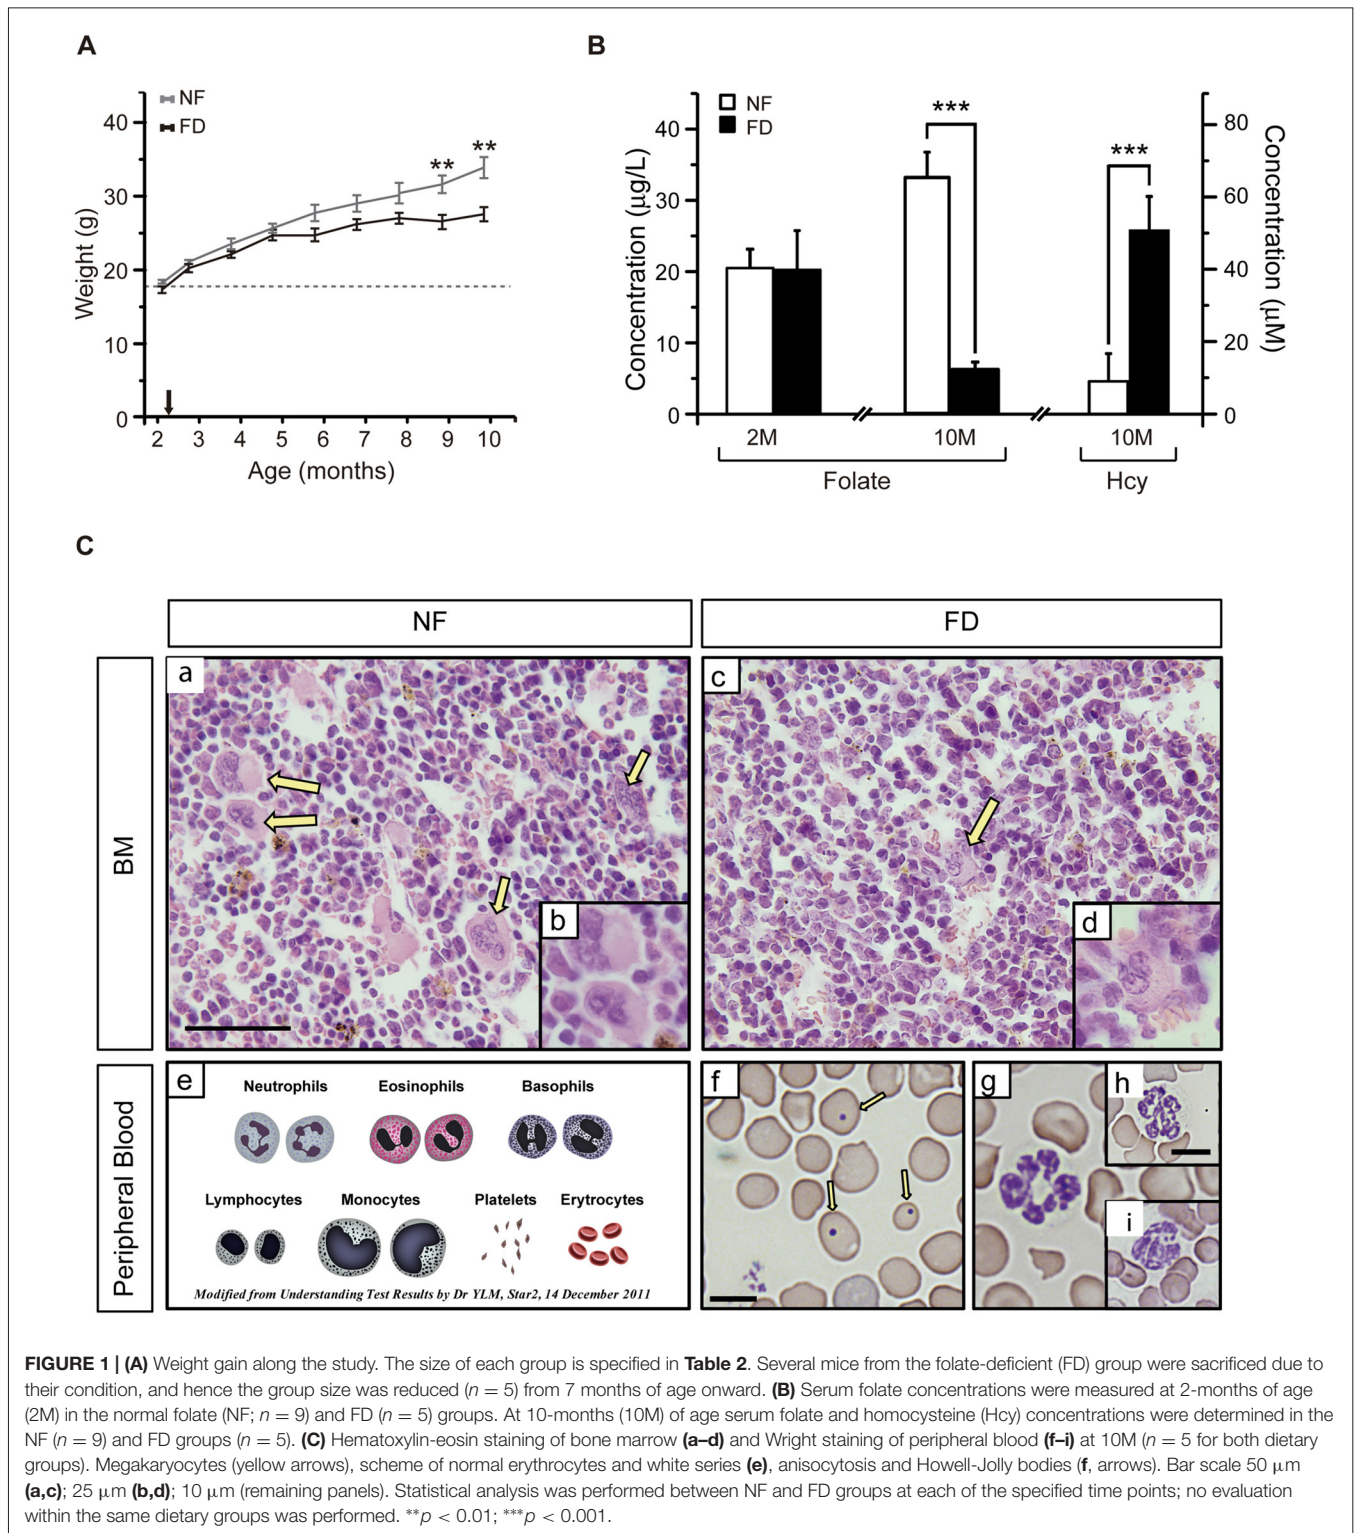 A
NF
FD
40
30
20
10
0
Weight (g)
**
**
2 3 4 5 6 7 8 9 10
Age (months)
B
NF
FD
40
30
20
10
0
Concentration (µg/L)
***
***
80
60
40
20
0
Concentration (µM)
2M 10M 10M
Folate Hcy
C
NF FD
BM
a
b
c
d
Peripheral Blood
e
Neutrophils Eosinophils Basophils
Lymphocytes Monocytes Platelets Erytrocytes
Modified from Understanding Test Results by Dr YLM, Star2, 14 December 2011
f
g
h
i
FIGURE 1 | (A) Weight gain along the study. The size of each group is specified in Table 2. Several mice from the folate-deficient (FD) group were sacrificed due to
their condition, and hence the group size was reduced (n = 5) from 7 months of age onward. (B) Serum folate concentrations were measured at 2-months of age
(2M) in the normal folate (NF; n = 9) and FD (n = 5) groups. At 10-months (10M) of age serum folate and homocysteine (Hcy) concentrations were determined in the
NF (n = 9) and FD groups (n = 5). (C) Hematoxylin-eosin staining of bone marrow (a–d) and Wright staining of peripheral blood (f–i) at 10M (n = 5 for both dietary
groups). Megakaryocytes (yellow arrows), scheme of normal erythrocytes and white series (e), anisocytosis and Howell-Jolly bodies (f, arrows). Bar scale 50 µm
(a,c); 25 µm (b,d); 10 µm (remaining panels). Statistical analysis was performed between NF and FD groups at each of the specified time points; no evaluation
within the same dietary groups was performed. **p < 0.01; ***p < 0.001.